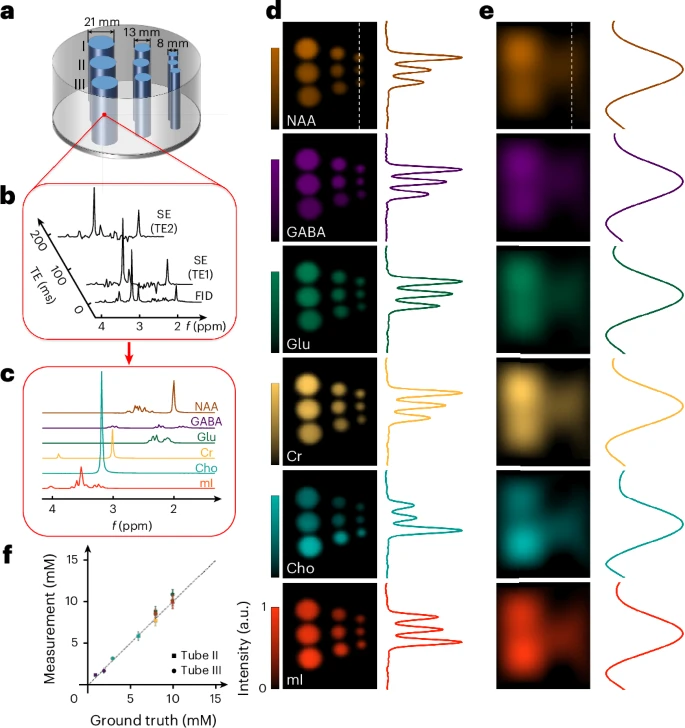 a
21 mm
13 mm
8 mm
I
II
III
b
SE
(TE2)
SE
(TE1)
FID
200
100
0
TE (ms)
4 3 2 f (ppm)
c
NAA
GABA
Glu
Cr
Cho
mI
4 3 2
f (ppm)
f
Measurement (mM)
15
10
5
0 5 10 15
Tube II
Tube III
Ground truth (mM)
d
NAA
GABA
Glu
Cr
Cho
mI
1
0
Intensity (a.u.)
e